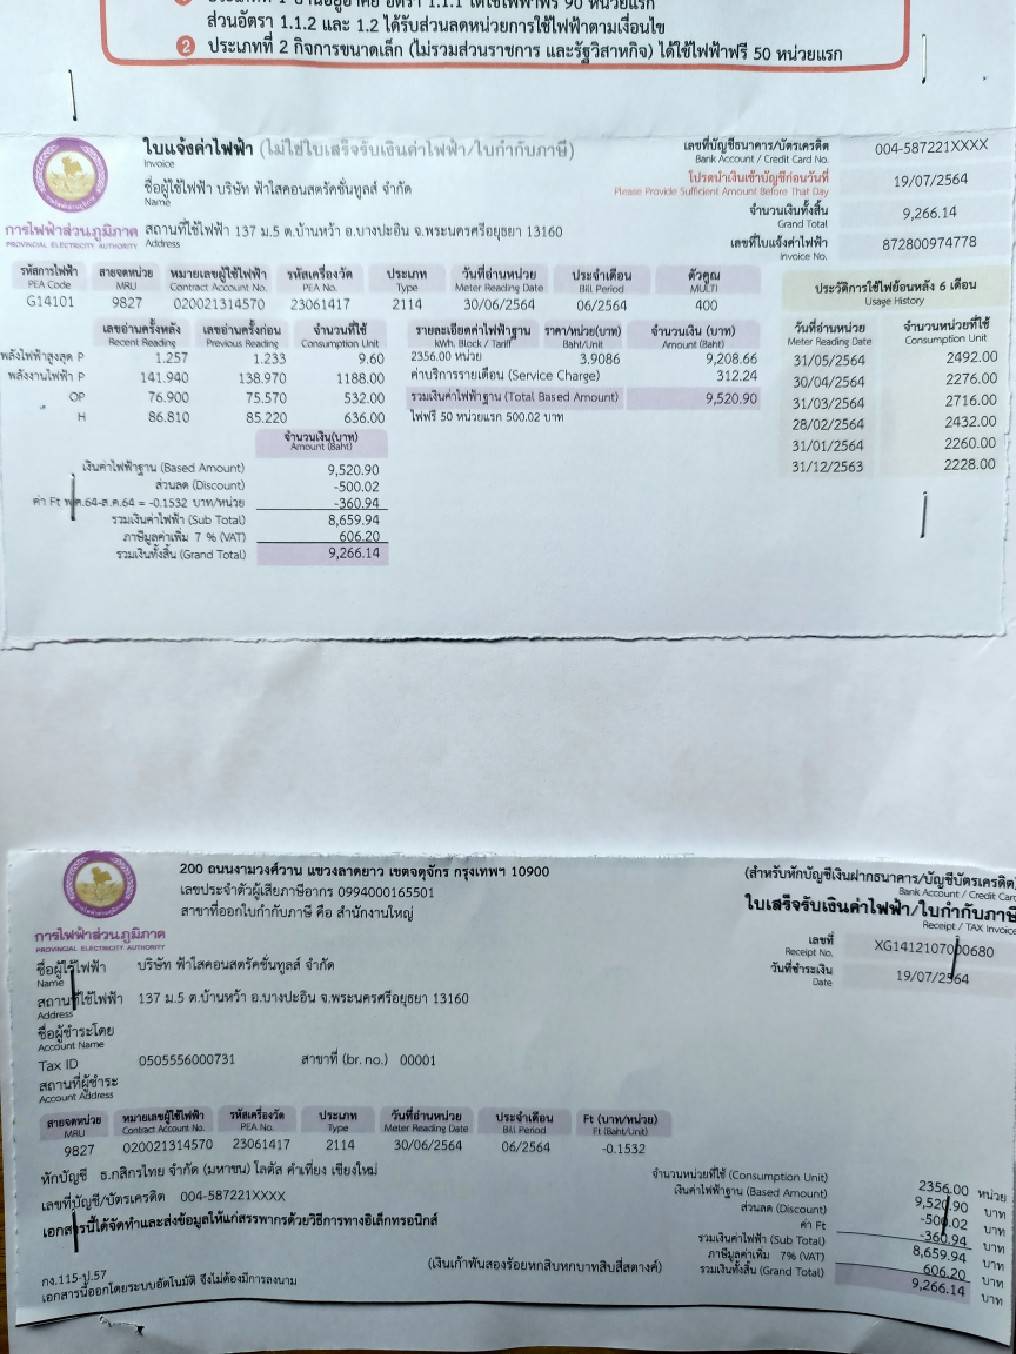 ส่วนอัตรา 1.1.2 และ 1.2 ได้รับส่วนลดหน่วยการใช้ไฟฟ้าตามเงื่อนไข
2 ประเภทที่ 2 กิจการขนาดเล็ก (ไม่รวมส่วนราชการ และรัฐวิสาหกิจ) ได้ใช้ไฟฟ้าฟรี 50 หน่วยแรก
ใบแจ้งค่าไฟฟ้า (ไม่ใช่ใบเสร็จรับเงินค่าไฟฟ้า/ใบกำกับภาษี)
Invoice
เลขที่บัญชีธนาคาร/บัตรเครดิต 004-587221XXXX
Bank Account / Credit Card No.
ชื่อผู้ใช้ไฟฟ้า บริษัท ฟ้าใสคอนสตรัคชั่นทูลส์ จำกัด
Name
โปรดนำเงินเข้าบัญชีก่อนวันที่ 19/07/2564
Please Provide Sufficient Amount Before That Day
จำนวนเงินทั้งสิ้น 9,266.14
Grand Total
การไฟฟ้าส่วนภูมิภาค สถานที่ใช้ไฟฟ้า 137 ม.5 ต.บ้านหว้า อ.บางปะอิน จ.พระนครศรีอยุธยา 13160
PROVINCIAL ELECTRICITY AUTHORITY Address
เลขที่ใบแจ้งค่าไฟฟ้า 872800974778
Invoice No.
รหัสการไฟฟ้า สายจดหน่วย หมายเลขผู้ใช้ไฟฟ้า รหัสเครื่องวัด ประเภท วันที่อ่านหน่วย ประจำเดือน ตัวคูณ
PEA Code MRU Contract Account No. PEA No. Type Meter Reading Date Bill Period MULTI
G14101 9827 020021314570 23061417 2114 30/06/2564 06/2564 400
ประวัติการใช้ไฟย้อนหลัง 6 เดือน
Usage History
เลขอ่านครั้งหลัง เลขอ่านครั้งก่อน จำนวนที่ใช้ รายละเอียดค่าไฟฟ้าฐาน ราคา/หน่วย(บาท) จำนวนเงิน (บาท) วันที่อ่านหน่วย จำนวนหน่วยที่ใช้
Recent Reading Previous Reading Consumption Unit kWh. Block / Tariff Baht/Unit Amount (Baht) Meter Reading Date Consumption Unit
พลังไฟฟ้าสูงสุด P 1.257 1.233 9.60 2356.00 หน่วย 3.9086 9,208.66 31/05/2564 2492.00
พลังงานไฟฟ้า P 141.940 138.970 1188.00 ค่าบริการรายเดือน (Service Charge) 312.24 30/04/2564 2276.00
OP 76.900 75.570 532.00 รวมเงินค่าไฟฟ้าฐาน (Total Based Amount) 9,520.90 31/03/2564 2716.00
H 86.810 85.220 636.00 ไฟฟรี 50 หน่วยแรก 500.02 บาท 28/02/2564 2432.00
31/01/2564 2260.00
31/12/2563 2228.00
จำนวนเงิน(บาท)
Amount (Baht)
เงินค่าไฟฟ้าฐาน (Based Amount) 9,520.90
ส่วนลด (Discount) -500.02
ค่า Ft พ.ค.64-ส.ค.64 = -0.1532 บาท/หน่วย -360.94
รวมเงินค่าไฟฟ้า (Sub Total) 8,659.94
ภาษีมูลค่าเพิ่ม 7 % (VAT) 606.20
รวมเงินทั้งสิ้น (Grand Total) 9,266.14
200 ถนนงามวงศ์วาน แขวงลาดยาว เขตจตุจักร กรุงเทพฯ 10900
เลขประจำตัวผู้เสียภาษีอากร 0994000165501
สาขาที่ออกใบกำกับภาษี คือ สำนักงานใหญ่
(สำหรับหักบัญชีเงินฝากธนาคาร/บัญชีบัตรเครดิต)
Bank Account / Credit Card
ใบเสร็จรับเงินค่าไฟฟ้า/ใบกำกับภาษี
Receipt / TAX Invoice
การไฟฟ้าส่วนภูมิภาค
PROVINCIAL ELECTRICITY AUTHORITY
เลขที่ XG1412107000680
Receipt No.
วันที่ชำระเงิน 19/07/2564
Date
ชื่อผู้ใช้ไฟฟ้า บริษัท ฟ้าใสคอนสตรัคชั่นทูลส์ จำกัด
Name
สถานที่ใช้ไฟฟ้า 137 ม.5 ต.บ้านหว้า อ.บางปะอิน จ.พระนครศรีอยุธยา 13160
Address
ชื่อผู้ชำระโดย
Account Name
Tax ID 0505556000731 สาขาที่ (br. no.) 00001
สถานที่ผู้ชำระ
Account Address
สายจดหน่วย หมายเลขผู้ใช้ไฟฟ้า รหัสเครื่องวัด ประเภท วันที่อ่านหน่วย ประจำเดือน Ft (บาท/หน่วย)
MRU Contract Account No. PEA No. Type Meter Reading Date Bill Period Ft (Baht/Unit)
9827 020021314570 23061417 2114 30/06/2564 06/2564 -0.1532
หักบัญชี ธ.กสิกรไทย จำกัด (มหาชน) โลตัส คำเที่ยง เชียงใหม่
เลขที่บัญชี/บัตรเครดิต 004-587221XXXX
เอกสารนี้ได้จัดทำและส่งข้อมูลให้แก่สรรพากรด้วยวิธีการทางอิเล็กทรอนิกส์
จำนวนหน่วยที่ใช้ (Consumption Unit) 2356.00 หน่วย
เงินค่าไฟฟ้าฐาน (Based Amount) 9,520.90 บาท
ส่วนลด (Discount) -500.02 บาท
ค่า Ft -360.94 บาท
รวมเงินค่าไฟฟ้า (Sub Total) 8,659.94 บาท
ภาษีมูลค่าเพิ่ม 7% (VAT) 606.20 บาท
รวมเงินทั้งสิ้น (Grand Total) 9,266.14 บาท
(เงินเก้าพันสองร้อยหกสิบหกบาทสิบสี่สตางค์)
กง.115-ป.57
เอกสารนี้ออกโดยระบบอัตโนมัติ จึงไม่ต้องมีการลงนาม